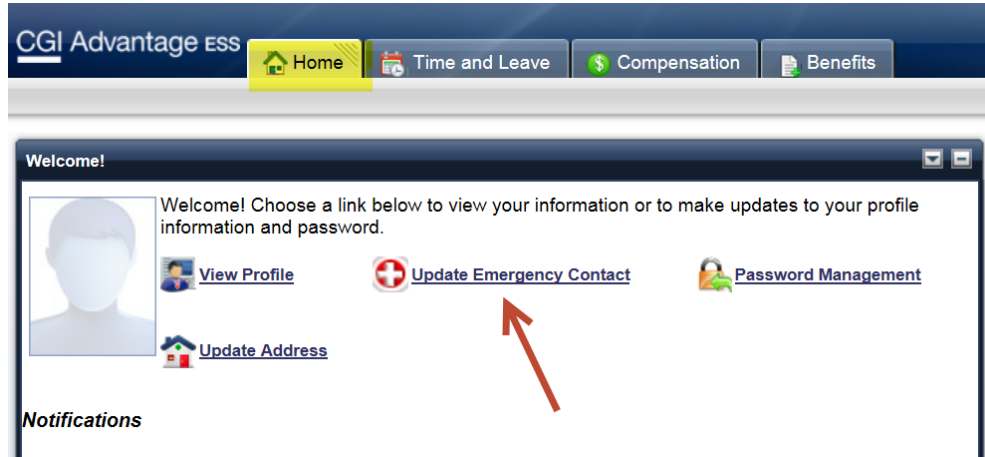 CGI Advantage ESS
Home
Time and Leave
Compensation
Benefits
Welcome!
Welcome! Choose a link below to view your information or to make updates to your profile
information and password.
View Profile
Update Emergency Contact
Password Management
Update Address
Notifications